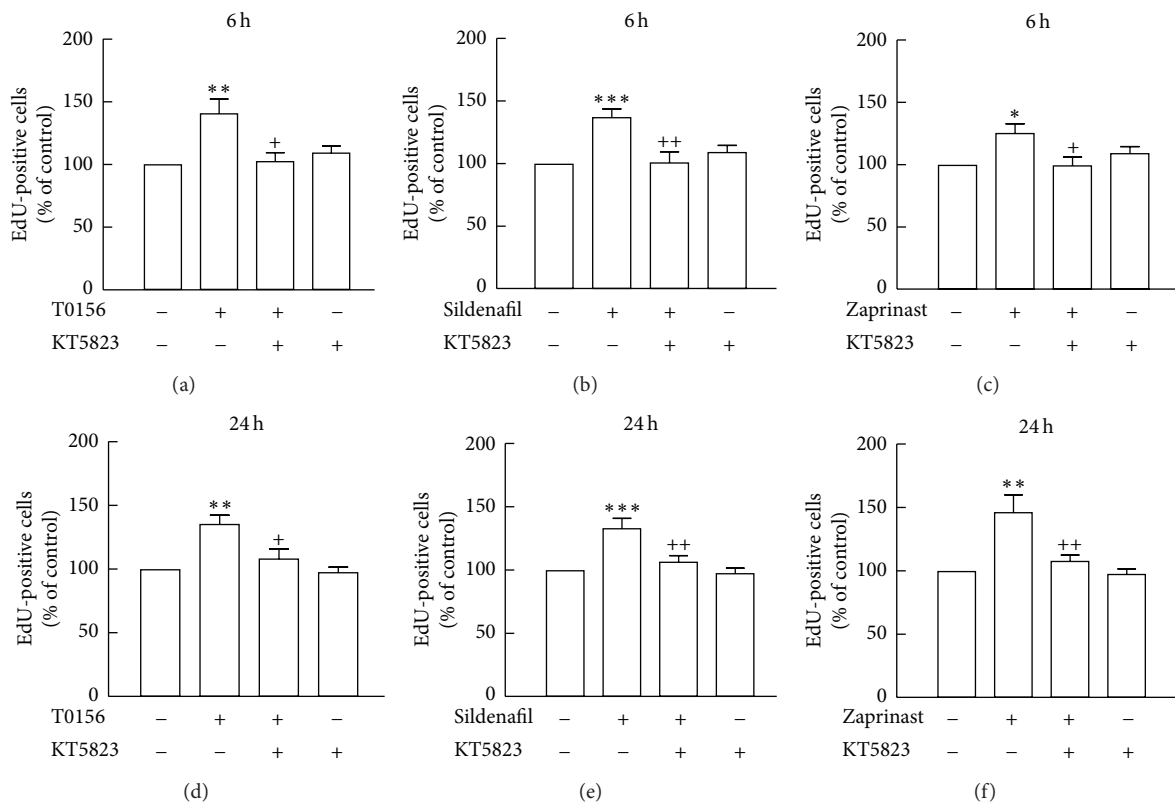 6 h
200
150
100
50
0
EdU-positive cells
(% of control)
**
+
T0156 − + + −
KT5823 − − + +
(a)
6 h
200
150
100
50
0
EdU-positive cells
(% of control)
***
++
Sildenafil − + + −
KT5823 − − + +
(b)
6 h
200
150
100
50
0
EdU-positive cells
(% of control)
*
+
Zaprinast − + + −
KT5823 − − + +
(c)
24 h
200
150
100
50
0
EdU-positive cells
(% of control)
**
+
T0156 − + + −
KT5823 − − + +
(d)
24 h
200
150
100
50
0
EdU-positive cells
(% of control)
***
++
Sildenafil − + + −
KT5823 − − + +
(e)
24 h
200
150
100
50
0
EdU-positive cells
(% of control)
**
++
Zaprinast − + + −
KT5823 − − + +
(f)